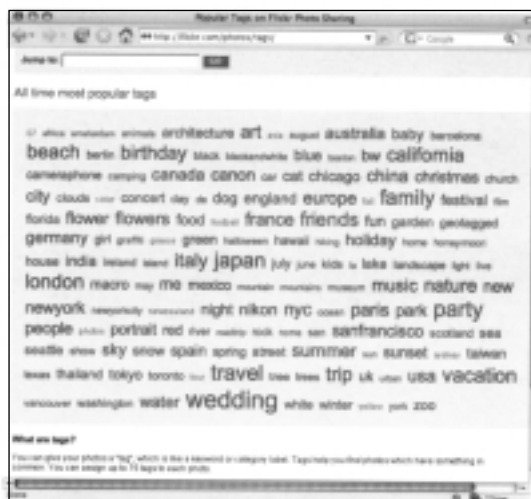 Popular Tags on Flickr Photo Sharing
http://flickr.com/photos/tags/
Google
Jump to:
All time most popular tags
07 africa amsterdam animals architecture art august australia baby barcelona
beach berlin birthday black blackandwhite blue boston bw california
cameraphone camping canada canon car cat chicago china christmas church
city clouds color concert day de dog england europe fall family festival film
florida flower flowers food football france friends fun garden geotagged
germany girl graffiti green halloween hawaii hiking holiday home honeymoon
house india ireland island italy japan july june kids la lake landscape light live
london macro may me mexico mountain mountains museum music nature new
newyork newyorkcity night nikon nyc ocean paris park party
people photos portrait red river rock rome san sanfrancisco scotland sea
seattle show sky snow spain spring street summer sun sunset taiwan
texas thailand tokyo toronto tour travel tree trees trip uk urban usa vacation
vancouver washington water wedding white winter york zoo
What are tags?
You can give your photos a "tag", which is like a keyword or category label. Tags help you find photos which have something in
common. You can assign up to 75 tags to each photo.